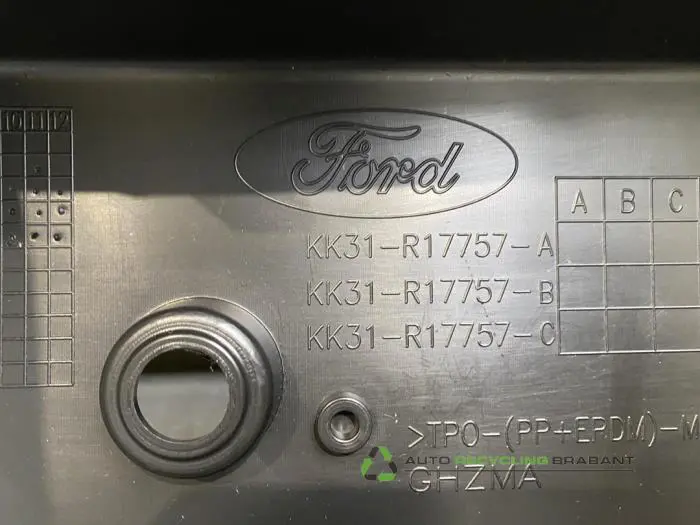 10 11 12
Ford
A B C
KK31-R17757-A
KK31-R17757-B
KK31-R17757-C
>TPO-(PP+EPDM)-M
AUTO RECYCLING BRABANT
GHZMA